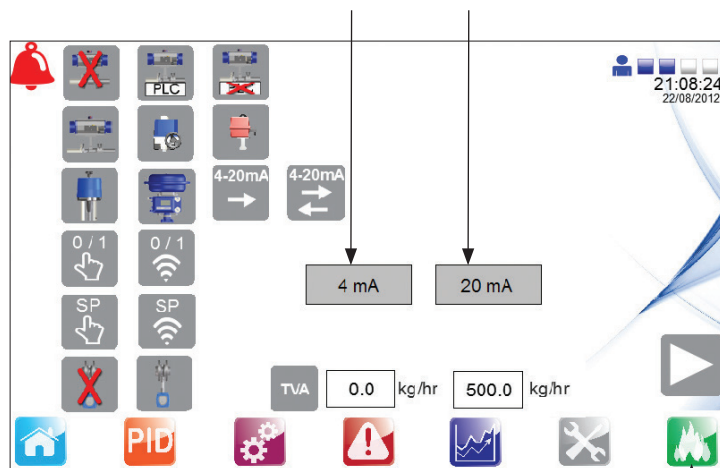 21:08:24
22/08/2012
PLC
4-20mA 4-20mA
0 / 1 0 / 1
4 mA 20 mA
SP SP
TVA 0.0 kg/hr 500.0 kg/hr
PID